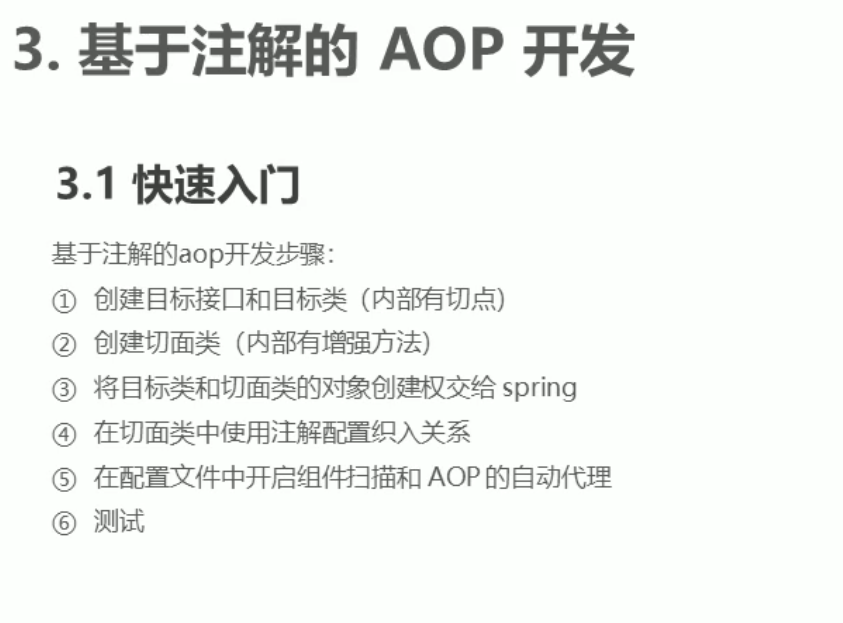 3. 基于注解的 AOP 开发
3.1 快速入门
基于注解的aop开发步骤：
① 创建目标接口和目标类（内部有切点）
② 创建切面类（内部有增强方法）
③ 将目标类和切面类的对象创建权交给 spring
④ 在切面类中使用注解配置织入关系
⑤ 在配置文件中开启组件扫描和 AOP 的自动代理
⑥ 测试